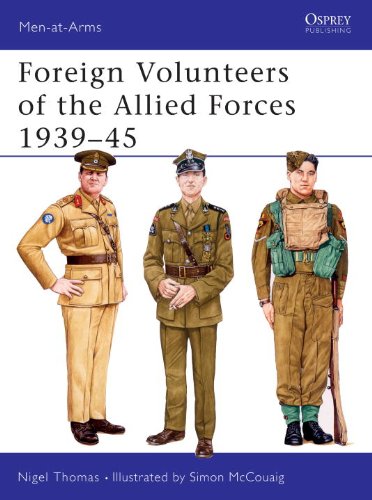 Men-at-Arms
OSPREY
PUBLISHING
Foreign Volunteers
of the Allied Forces
1939–45
Nigel Thomas • Illustrated by Simon McCouaig